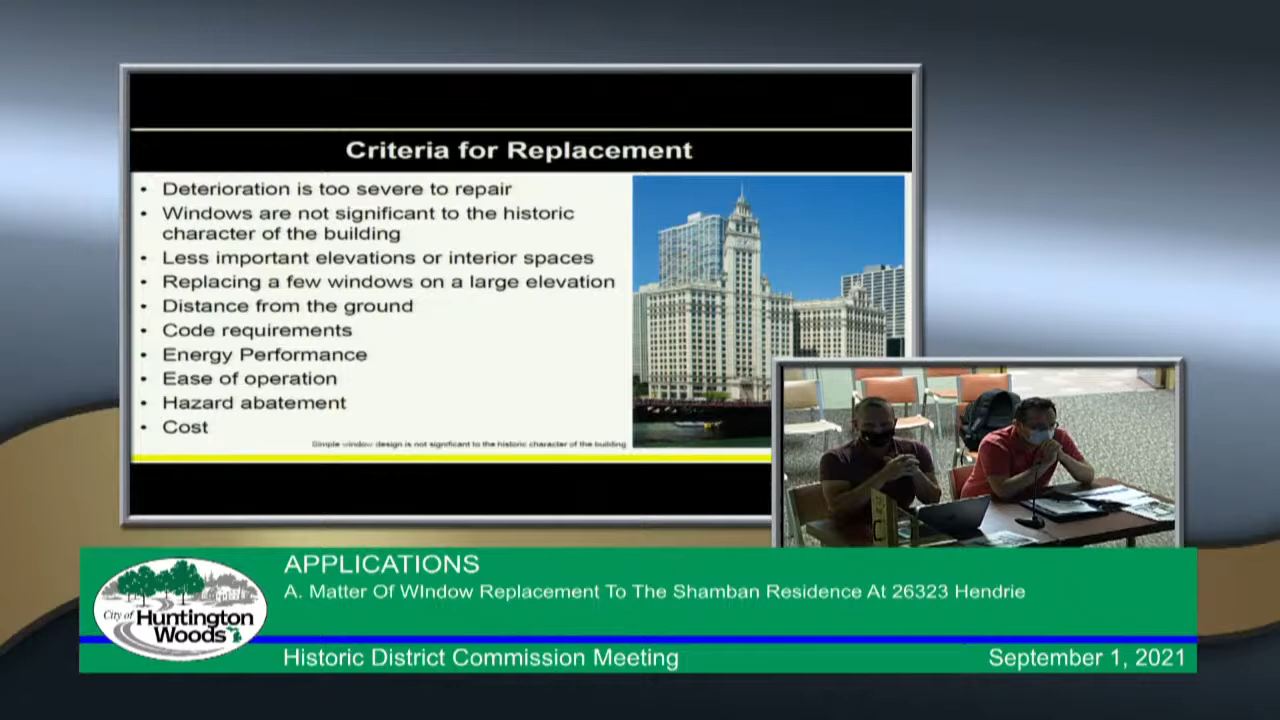 Criteria for Replacement
• Deterioration is too severe to repair
• Windows are not significant to the historic
character of the building
• Less important elevations or interior spaces
• Replacing a few windows on a large elevation
• Distance from the ground
• Code requirements
• Energy Performance
• Ease of operation
• Hazard abatement
• Cost
Simple window design is not significant to the historic character of the building
APPLICATIONS
A. Matter Of WIndow Replacement To The Shamban Residence At 26323 Hendrie
City of
Huntington
Woods
Historic District Commission Meeting
September 1, 2021